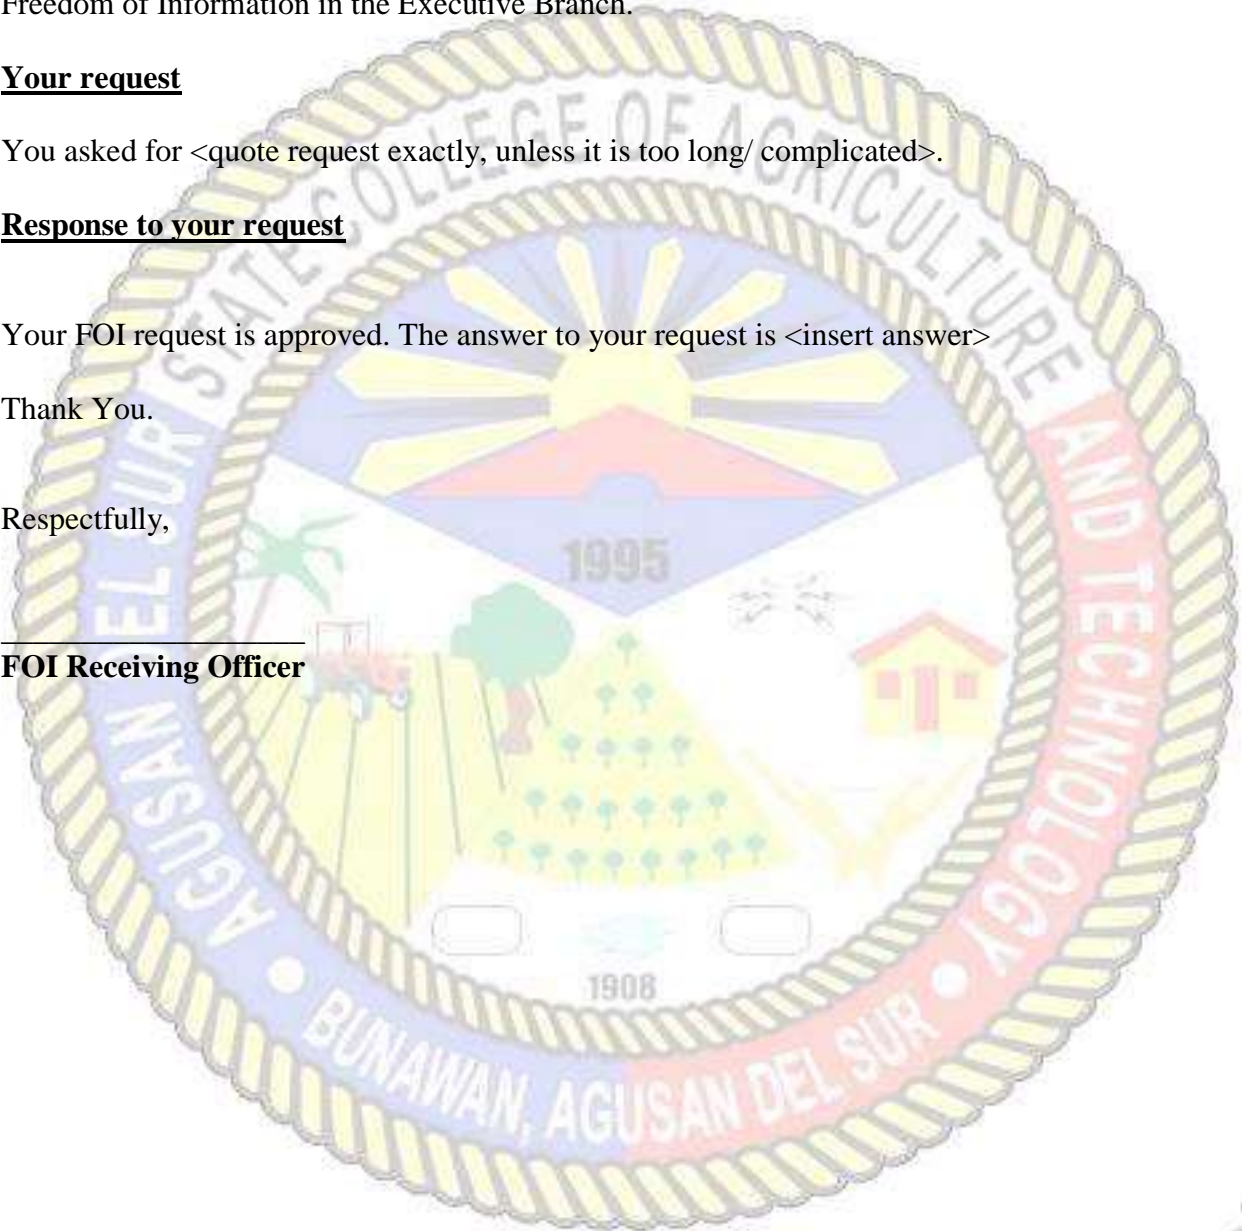 Freedom of Information in the Executive Branch.
Your request
You asked for <quote request exactly, unless it is too long/ complicated>.
Response to your request
Your FOI request is approved. The answer to your request is <insert answer>
Thank You.
Respectfully,
___________________
FOI Receiving Officer
AGUSAN DEL SUR STATE COLLEGE OF AGRICULTURE AND TECHNOLOGY
1995
1908
BUNAWAN, AGUSAN DEL SUR